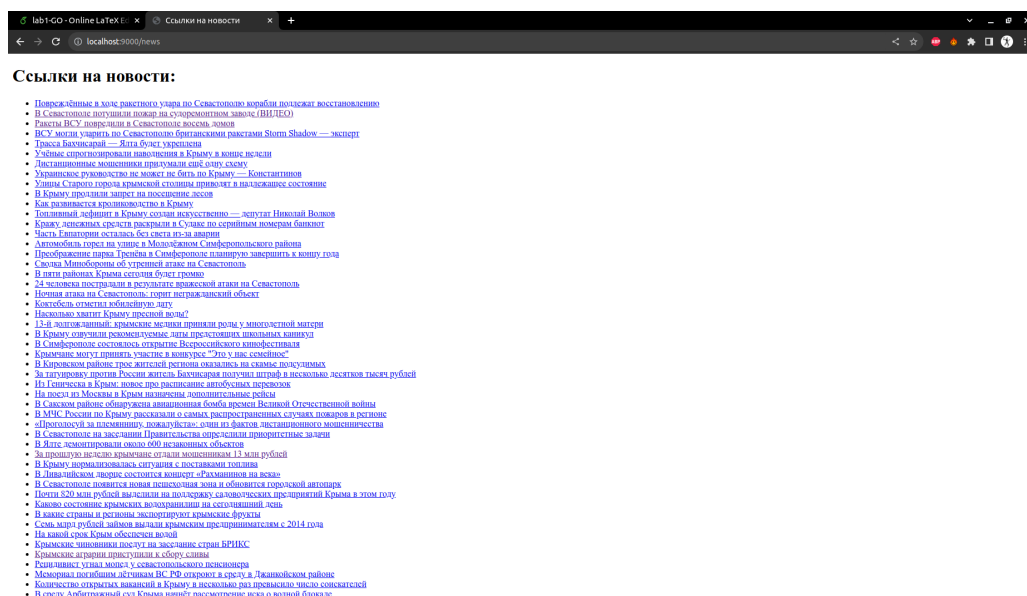 lab1-GO - Online LaTeX Ed
Ссылки на новости
localhost:9000/news
Ссылки на новости:
Повреждённые в ходе ракетного удара по Севастополю корабли подлежат восстановлению
В Севастополе потушили пожар на судоремонтном заводе (ВИДЕО)
Ракеты ВСУ повредили в Севастополе восемь домов
ВСУ могли ударить по Севастополю британскими ракетами Storm Shadow — эксперт
Трасса Бахчисарай — Ялта будет укреплена
Учёные спрогнозировали наводнения в Крыму в конце недели
Дистанционные мошенники придумали ещё одну схему
Украинское руководство не может не бить по Крыму — Константинов
Улицы Старого города крымской столицы приводят в надлежащее состояние
В Крыму продлили запрет на посещение лесов
Как развивается кролиководство в Крыму
Топливный дефицит в Крыму создан искусственно — депутат Николай Волков
Кражу денежных средств раскрыли в Судаке по серийным номерам банкнот
Часть Евпатории осталась без света из-за аварии
Автомобиль горел на улице в Молодёжном Симферопольского района
Преображение парка Тренёва в Симферополе планирую завершить к концу года
Сводка Минобороны об утренней атаке на Севастополь
В пяти районах Крыма сегодня будет громко
24 человека пострадали в результате вражеской атаки на Севастополь
Ночная атака на Севастополь: горит негражданский объект
Коктебель отметил юбилейную дату
Насколько хватит Крыму пресной воды?
13-й долгожданный: крымские медики приняли роды у многодетной матери
В Крыму озвучили рекомендуемые даты предстоящих школьных каникул
В Симферополе состоялось открытие Всероссийского кинофестиваля
Крымчане могут принять участие в конкурсе "Это у нас семейное"
В Кировском районе трое жителей региона оказались на скамье подсудимых
За татуировку против России житель Бахчисарая получил штраф в несколько десятков тысяч рублей
Из Геническа в Крым: новое про расписание автобусных перевозок
На поезд из Москвы в Крым назначены дополнительные рейсы
В Сакском районе обнаружена авиационная бомба времен Великой Отечественной войны
В МЧС России по Крыму рассказали о самых распространенных случаях пожаров в регионе
«Проголосуй за племянницу, пожалуйста»: один из фактов дистанционного мошенничества
В Севастополе на заседании Правительства определили приоритетные задачи
В Ялте демонтировали около 600 незаконных объектов
За прошлую неделю крымчане отдали мошенникам 13 млн рублей
В Крыму нормализовалась ситуация с поставками топлива
В Ливадийском дворце состоится концерт «Рахманинов на века»
В Севастополе появится новая пешеходная зона и обновится городской автопарк
Почти 820 млн рублей выделили на поддержку садоводческих предприятий Крыма в этом году
Каково состояние крымских водохранилищ на сегодняшний день
В какие страны и регионы экспортируют крымские фрукты
Семь млрд рублей займов выдали крымским предпринимателям с 2014 года
На какой срок Крым обеспечен водой
Крымские чиновники поедут на заседание стран БРИКС
Крымские аграрии приступили к сбору сливы
Рецидивист угнал мопед у севастопольского пенсионера
Мемориал погибшим лётчикам ВС РФ откроют в среду в Джанкойском районе
Количество открытых вакансий в Крыму в несколько раз превысило число соискателей
В среду Арбитражный суд Крыма начнёт рассмотрение иска о водной блокаде